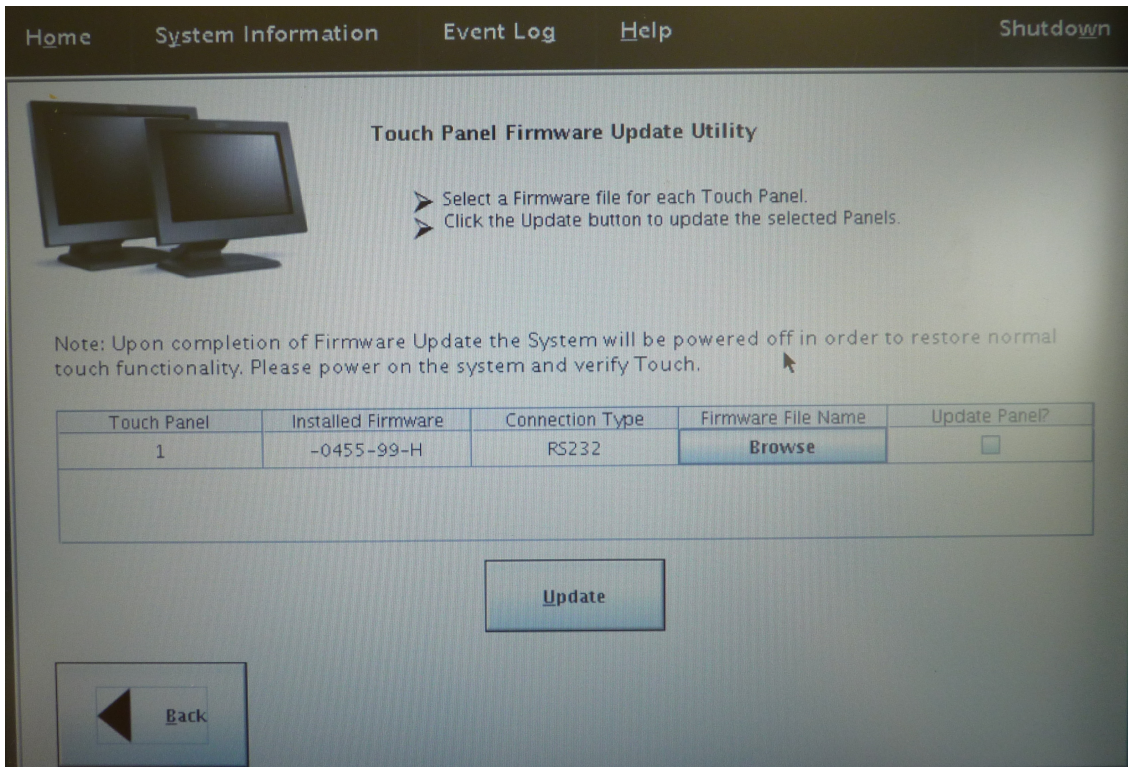 Home System Information Event Log Help Shutdown
Touch Panel Firmware Update Utility
Select a Firmware file for each Touch Panel.
Click the Update button to update the selected Panels.
Note: Upon completion of Firmware Update the System will be powered off in order to restore normal
touch functionality. Please power on the system and verify Touch.
Touch Panel Installed Firmware Connection Type Firmware File Name Update Panel?
1 -0455-99-H RS232 Browse
Update
Back